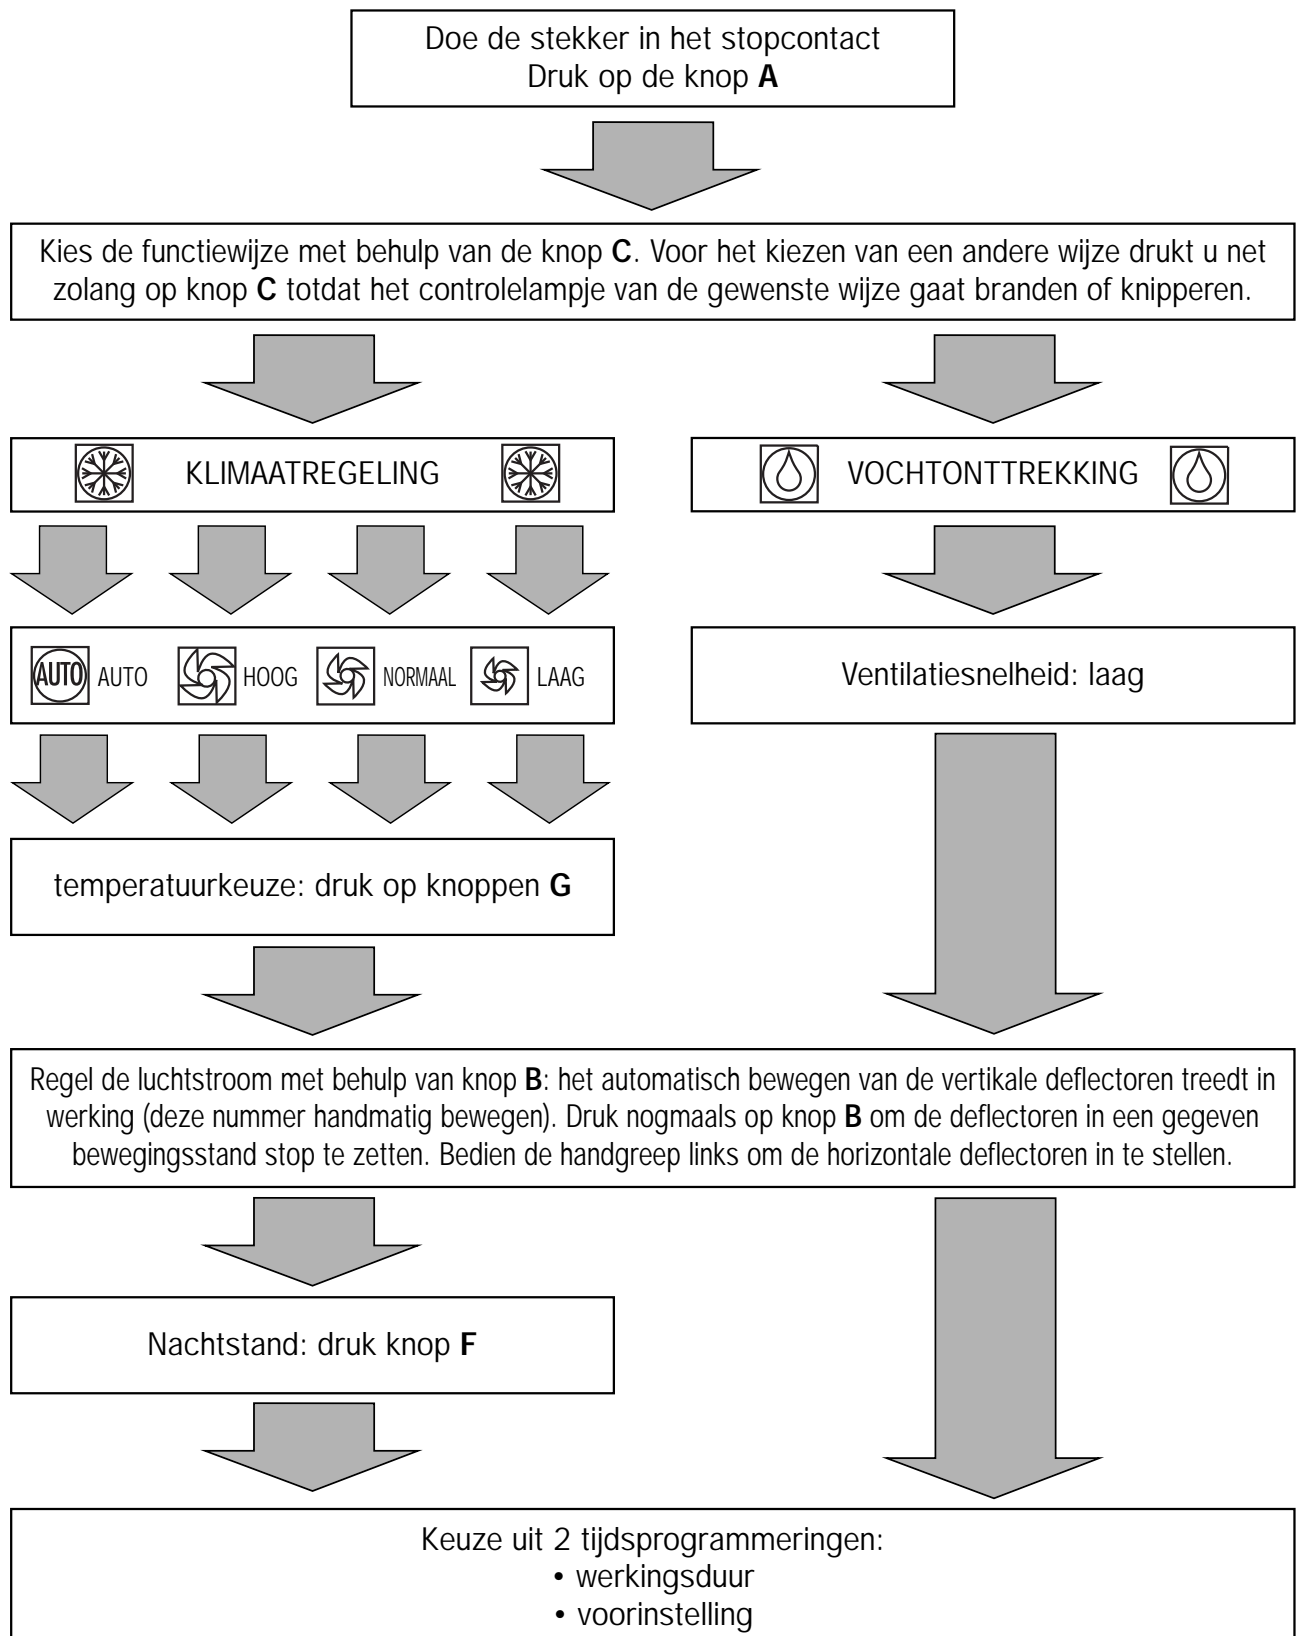 Doe de stekker in het stopcontact
Druk op de knop A
Kies de functiewijze met behulp van de knop C. Voor het kiezen van een andere wijze drukt u net
zolang op knop C totdat het controlelampje van de gewenste wijze gaat branden of knipperen.
KLIMAATREGELING
VOCHTONTTREKKING
AUTO AUTO HOOG NORMAAL LAAG
Ventilatiesnelheid: laag
temperatuurkeuze: druk op knoppen G
Regel de luchtstroom met behulp van knop B: het automatisch bewegen van de vertikale deflectoren treedt in
werking (deze nummer handmatig bewegen). Druk nogmaals op knop B om de deflectoren in een gegeven
bewegingsstand stop te zetten. Bedien de handgreep links om de horizontale deflectoren in te stellen.
Nachtstand: druk knop F
Keuze uit 2 tijdsprogrammeringen:
• werkingsduur
• voorinstelling